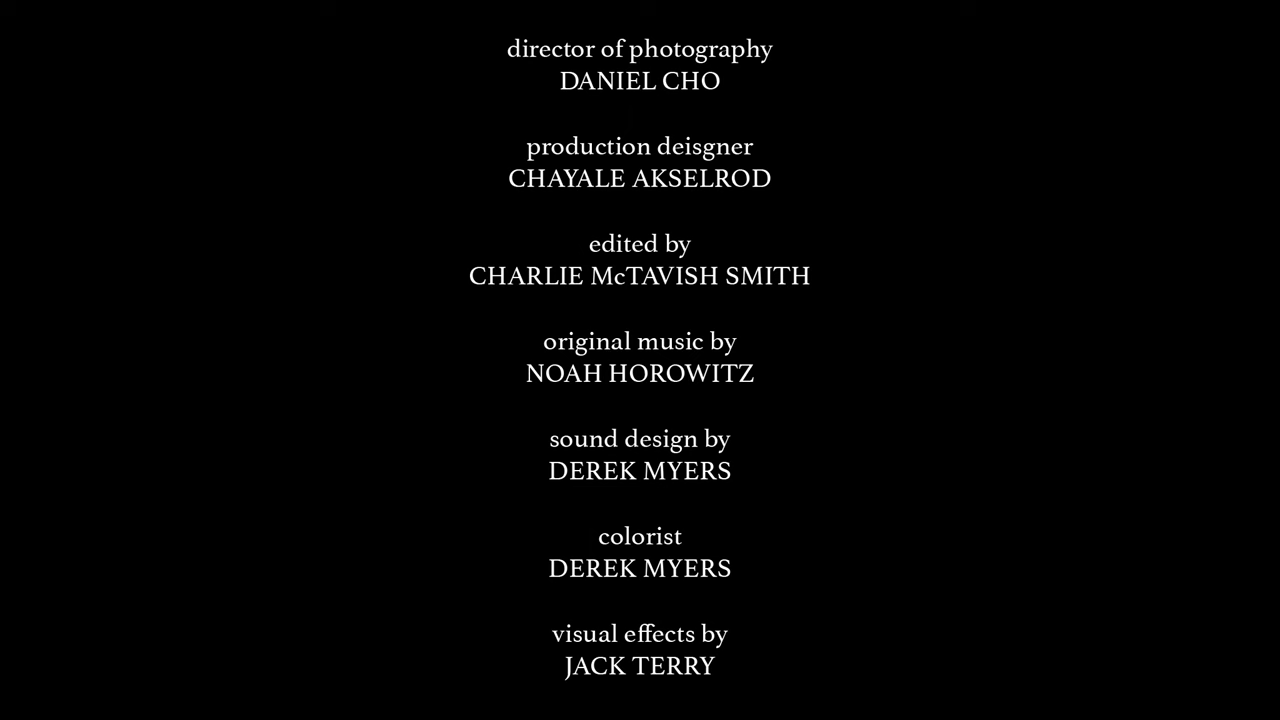 director of photography
DANIEL CHO
production deisgner
CHAYALE AKSELROD
edited by
CHARLIE McTAVISH SMITH
original music by
NOAH HOROWITZ
sound design by
DEREK MYERS
colorist
DEREK MYERS
visual effects by
JACK TERRY